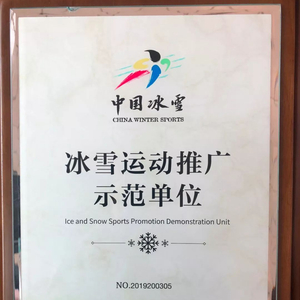 中国冰雪
CHINA WINTER SPORTS
冰雪运动推广
示范单位
Ice and Snow Sports Promotion Demonstration Unit
NO.2019200305